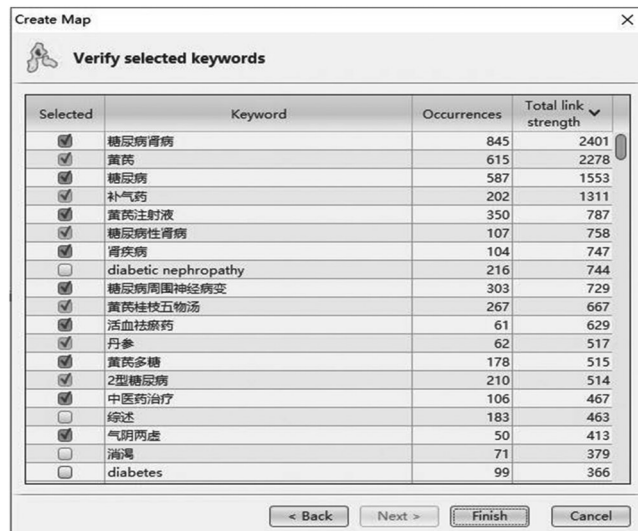 Create Map
Verify selected keywords
Selected Keyword Occurrences Total link strength
糖尿病肾病 845 2401
黄芪 615 2278
糖尿病 587 1553
补气药 202 1311
黄芪注射液 350 787
糖尿病性肾病 107 758
肾疾病 104 747
diabetic nephropathy 216 744
糖尿病周围神经病变 303 729
黄芪桂枝五物汤 267 667
活血祛瘀药 61 629
丹参 62 517
黄芪多糖 178 515
2型糖尿病 210 514
中医药治疗 106 467
综述 183 463
气阴两虚 50 413
消渴 71 379
diabetes 99 366
< Back Next > Finish Cancel